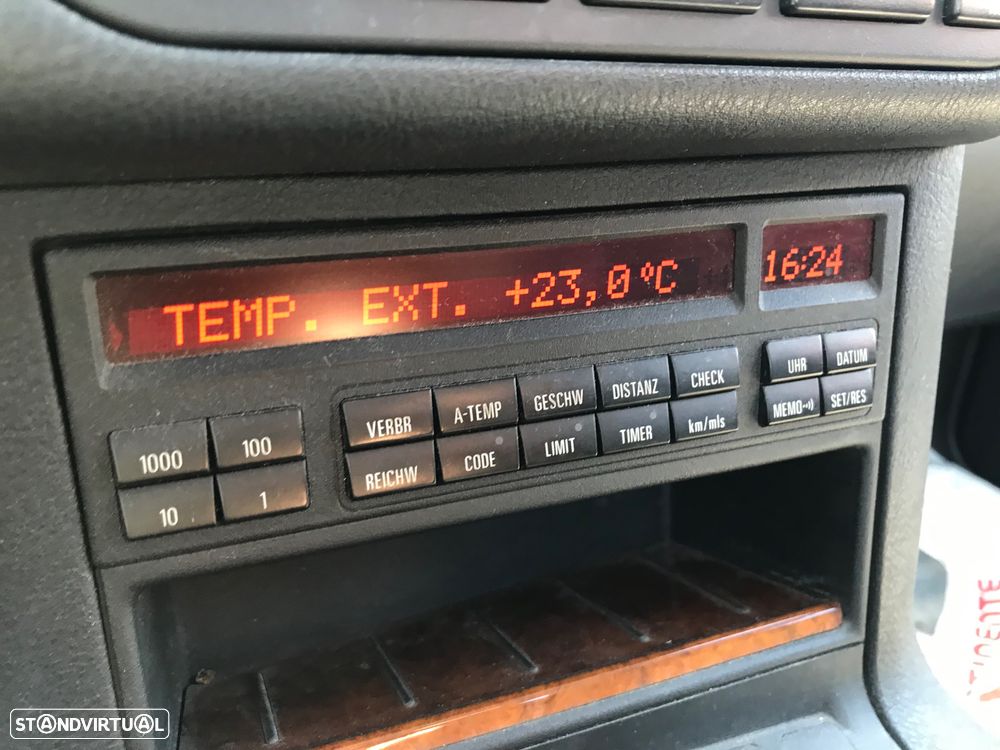 TEMP. EXT. +23,0°C
16:24
1000 100
10 1
VERBR A-TEMP GESCHW DISTANZ CHECK
REICHW CODE LIMIT TIMER km/mls
UHR DATUM
MEMO SET/RES
STANDVIRTUAL